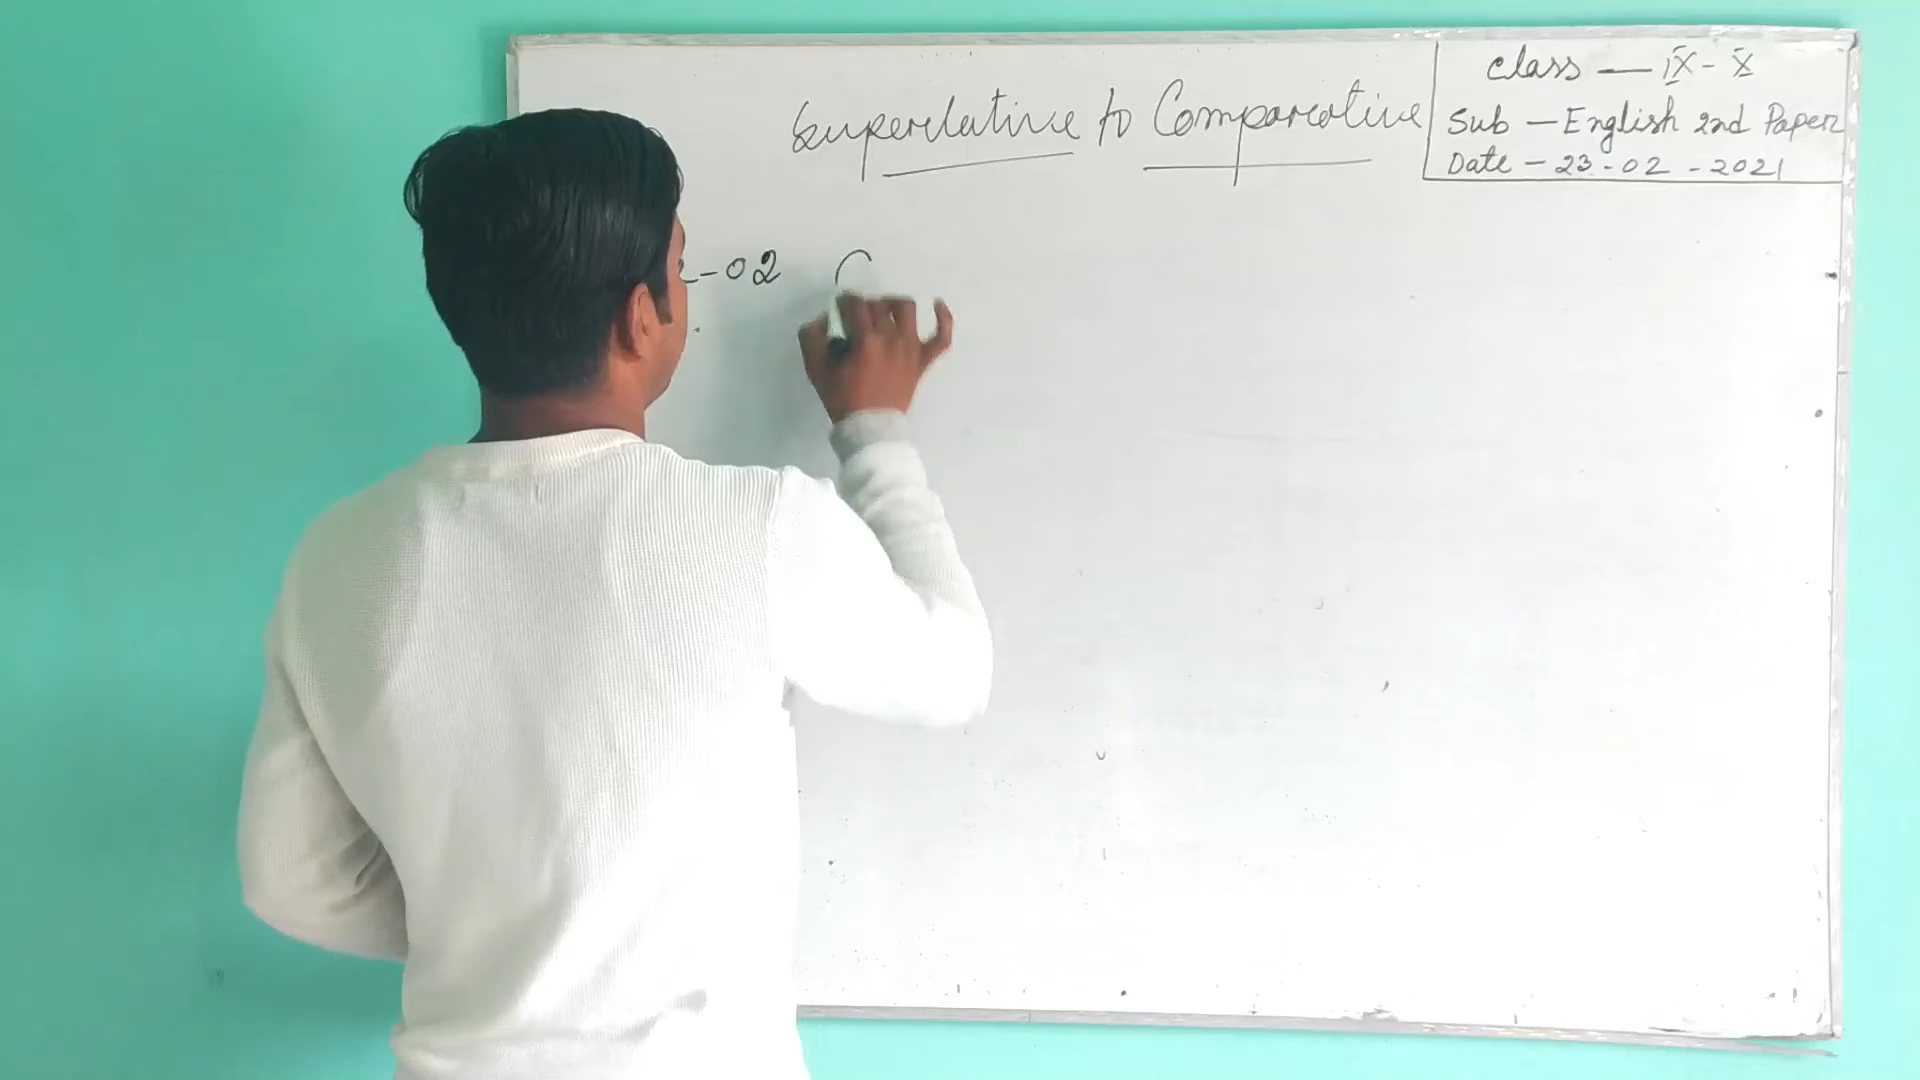 Superlative to Comparative
Class — IX - X
Sub — English 2nd Paper
Date - 23-02-2021
-02